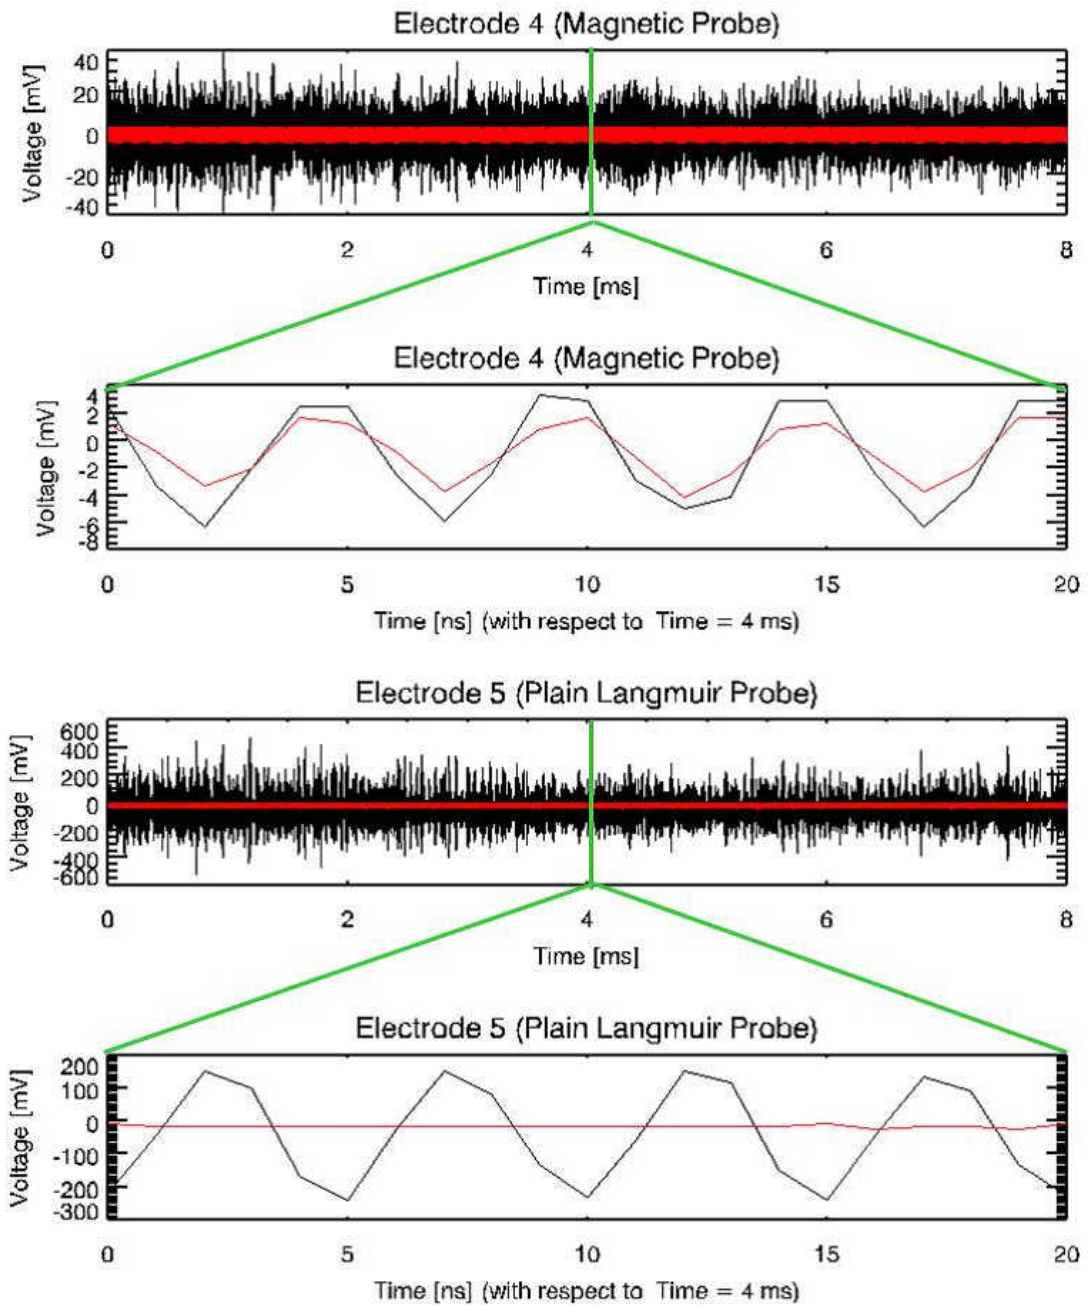 Electrode 4 (Magnetic Probe)
Voltage [mV]
40
20
0
-20
-40
0 2 4 6 8
Time [ms]
Electrode 4 (Magnetic Probe)
Voltage [mV]
4
2
0
-2
-4
-6
-8
0 5 10 15 20
Time [ns] (with respect to Time = 4 ms)
Electrode 5 (Plain Langmuir Probe)
Voltage [mV]
600
400
200
0
-200
-400
-600
0 2 4 6 8
Time [ms]
Electrode 5 (Plain Langmuir Probe)
Voltage [mV]
200
100
0
-100
-200
-300
0 5 10 15 20
Time [ns] (with respect to Time = 4 ms)